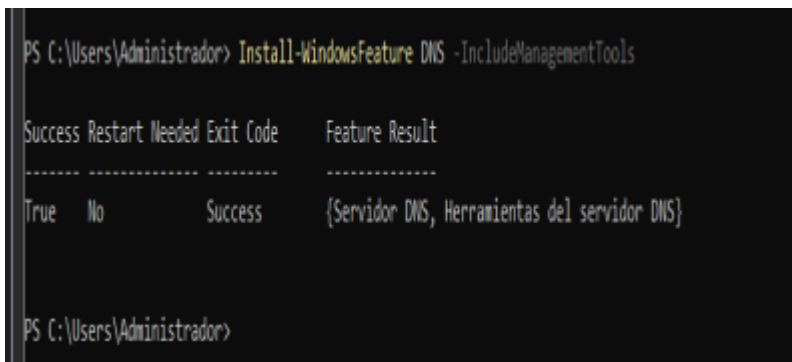 PS C:\Users\Administrador> Install-WindowsFeature DNS -IncludeManagementTools
Success Restart Needed Exit Code Feature Result
------- -------------- --------- --------------
True No Success {Servidor DNS, Herramientas del servidor DNS}
PS C:\Users\Administrador>